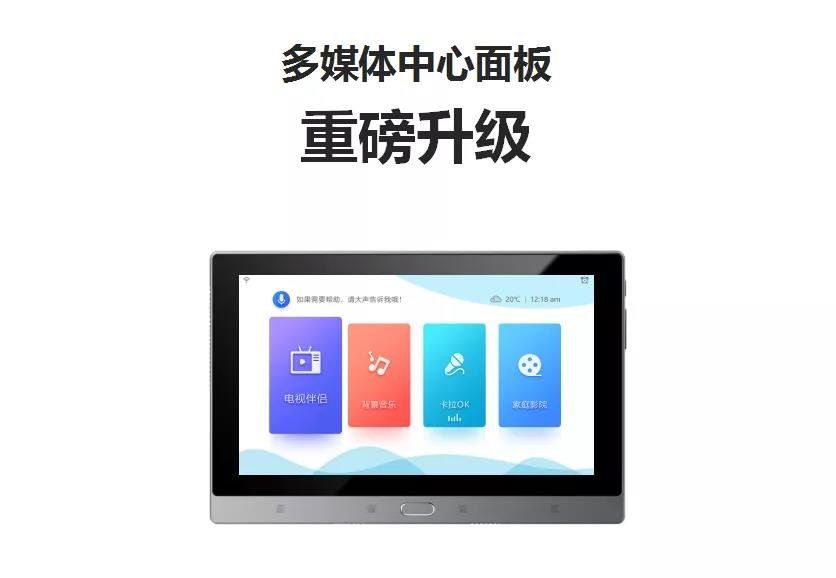 多媒体中心面板
重磅升级
如果需要帮助，请大声告诉我哦！
20℃ | 12:18 am
电视伴侣
背景音乐
卡拉OK
家庭影院